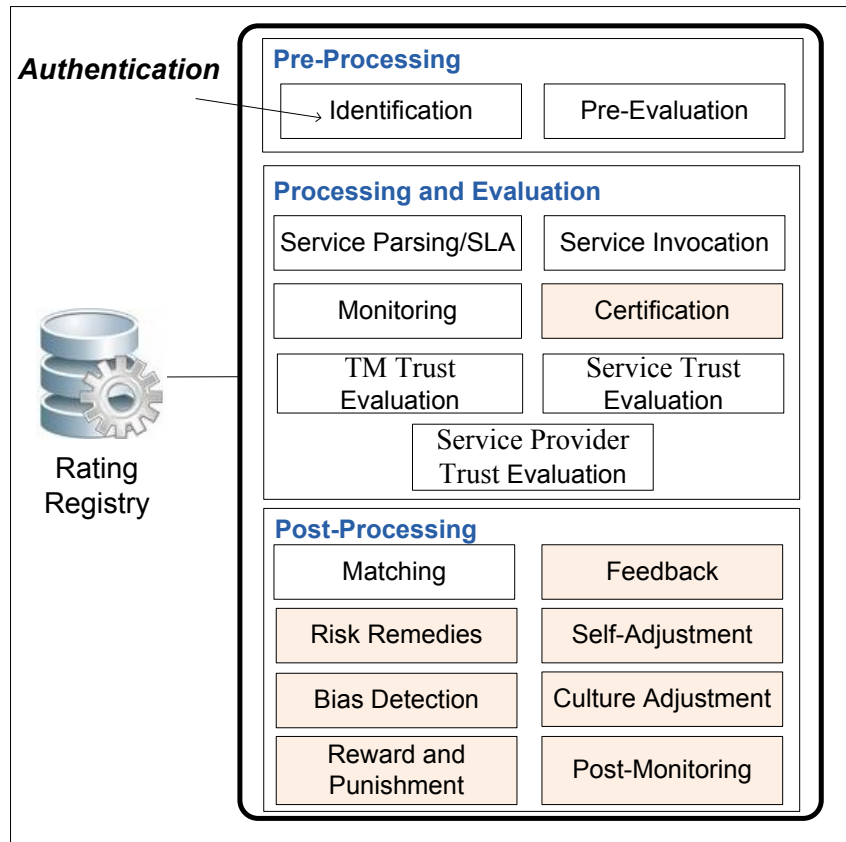 Authentication
Pre-Processing
Identification
Pre-Evaluation
Processing and Evaluation
Service Parsing/SLA
Service Invocation
Monitoring
Certification
TM Trust
Evaluation
Service Trust
Evaluation
Service Provider
Trust Evaluation
Rating
Registry
Post-Processing
Matching
Feedback
Risk Remedies
Self-Adjustment
Bias Detection
Culture Adjustment
Reward and
Punishment
Post-Monitoring